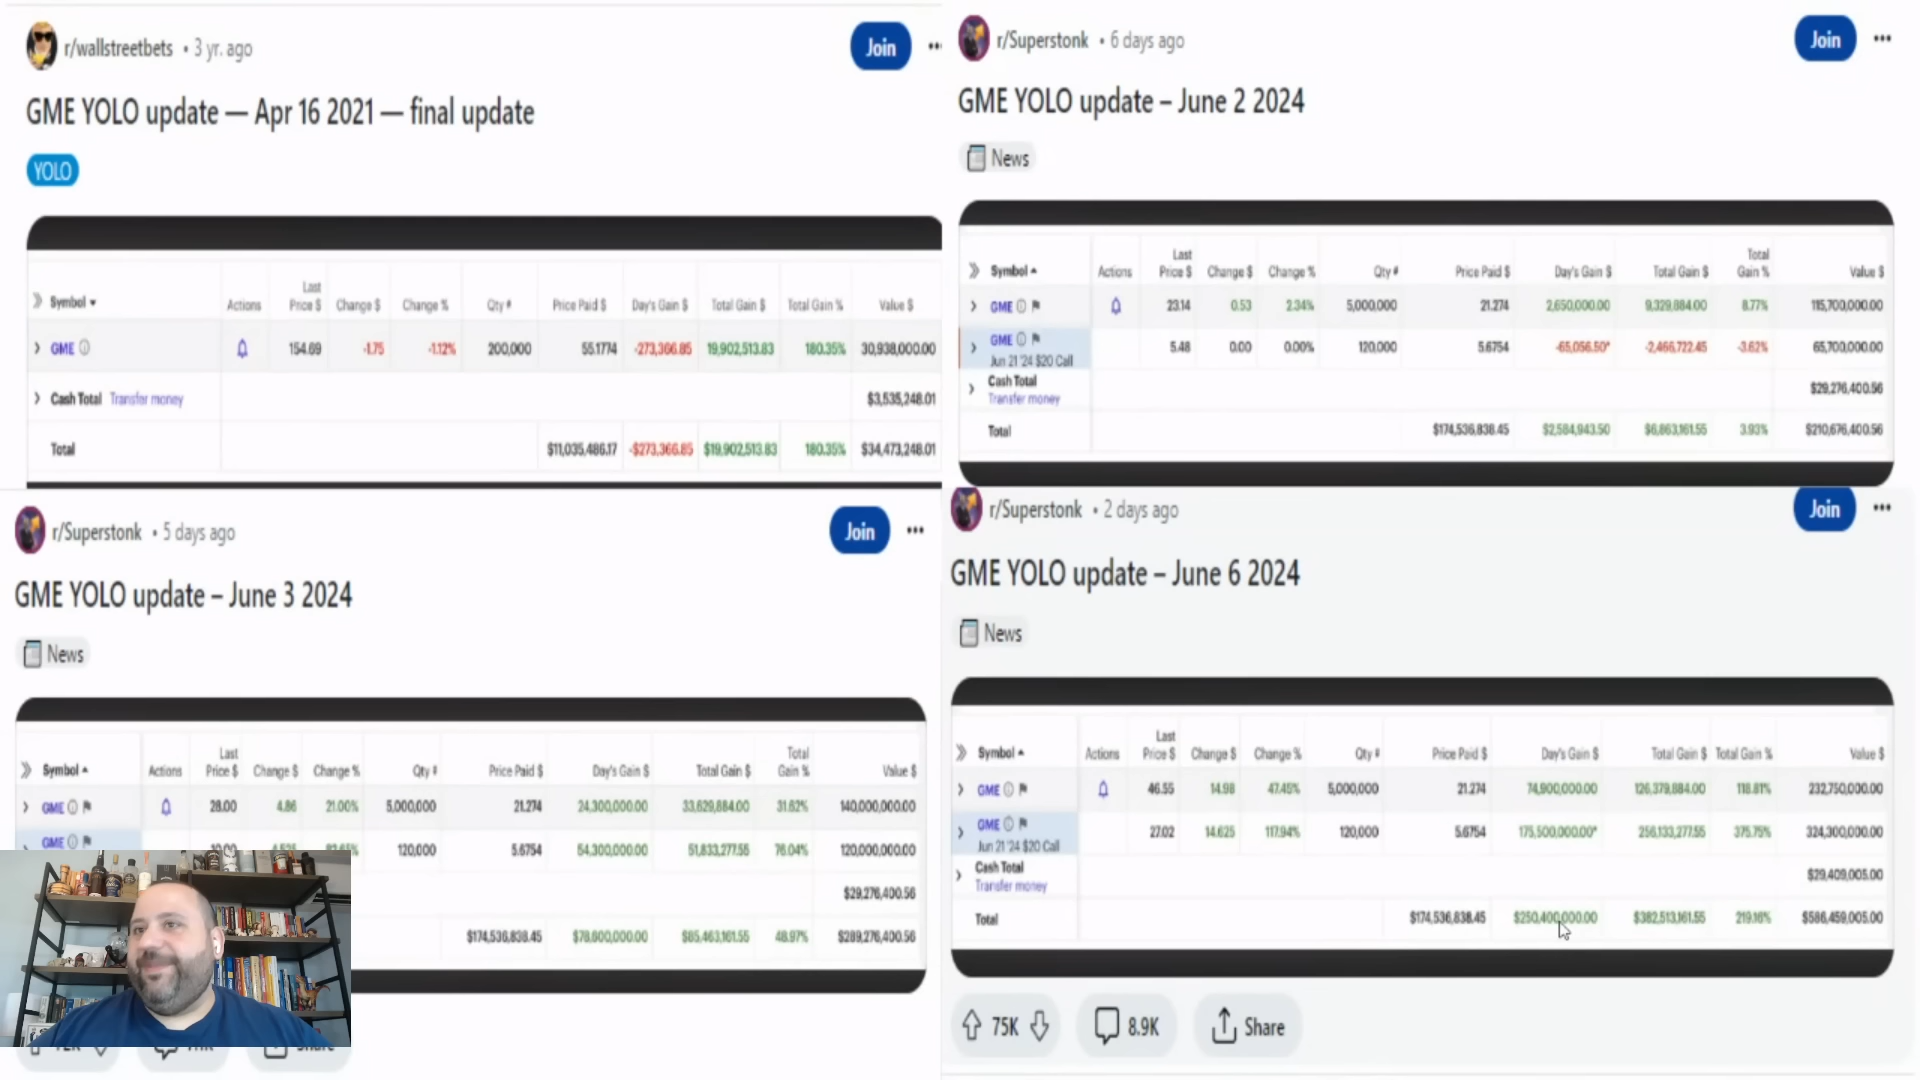 r/wallstreetbets • 3 yr. ago
Join
GME YOLO update — Apr 16 2021 — final update
YOLO
Symbol Actions Last Price $ Change $ Change % Qty # Price Paid $ Day's Gain $ Total Gain $ Total Gain % Value $
GME 154.69 -1.75 -1.12% 200,000 55.1774 -273,366.85 19,902,513.83 180.35% 30,938,000.00
Cash Total Transfer money $3,535,248.01
Total $11,035,486.17 -$273,366.85 $19,902,513.83 180.35% $34,473,248.01
r/Superstonk • 6 days ago
Join
GME YOLO update – June 2 2024
News
Symbol Actions Last Price $ Change $ Change % Qty # Price Paid $ Day's Gain $ Total Gain $ Total Gain % Value $
GME 23.14 0.53 2.34% 5,000,000 21.274 2,650,000.00 9,329,884.00 8.77% 115,700,000.00
GME 5.48 0.00 0.00% 120,000 5.6754 -65,056.50* -2,466,722.45 -3.62% 65,700,000.00
Jun 21 '24 $20 Call
Cash Total $29,276,400.56
Transfer money
Total $174,536,838.45 $2,584,943.50 $6,863,161.55 3.93% $210,676,400.56
r/Superstonk • 5 days ago
Join
GME YOLO update – June 3 2024
News
Symbol Actions Last Price $ Change $ Change % Qty # Price Paid $ Day's Gain $ Total Gain $ Total Gain % Value $
GME 28.00 4.86 21.00% 5,000,000 21.274 24,300,000.00 33,629,884.00 31.62% 140,000,000.00
GME 120,000 5.6754 54,300,000.00 51,833,277.55 76.04% 120,000,000.00
$29,276,400.56
$174,536,838.45 $78,600,000.00 $85,463,161.55 48.97% $289,276,400.56
Share
r/Superstonk • 2 days ago
Join
GME YOLO update – June 6 2024
News
Symbol Actions Last Price $ Change $ Change % Qty # Price Paid $ Day's Gain $ Total Gain $ Total Gain % Value $
GME 46.55 14.98 47.45% 5,000,000 21.274 74,900,000.00 126,379,884.00 118.81% 232,750,000.00
GME 27.02 14.625 117.94% 120,000 5.6754 175,500,000.00* 256,133,277.55 375.75% 324,300,000.00
Jun 21 '24 $20 Call
Cash Total $29,409,005.00
Transfer money
Total $174,536,838.45 $250,400,000.00 $382,513,161.55 219.16% $586,459,005.00
75K 8.9K Share